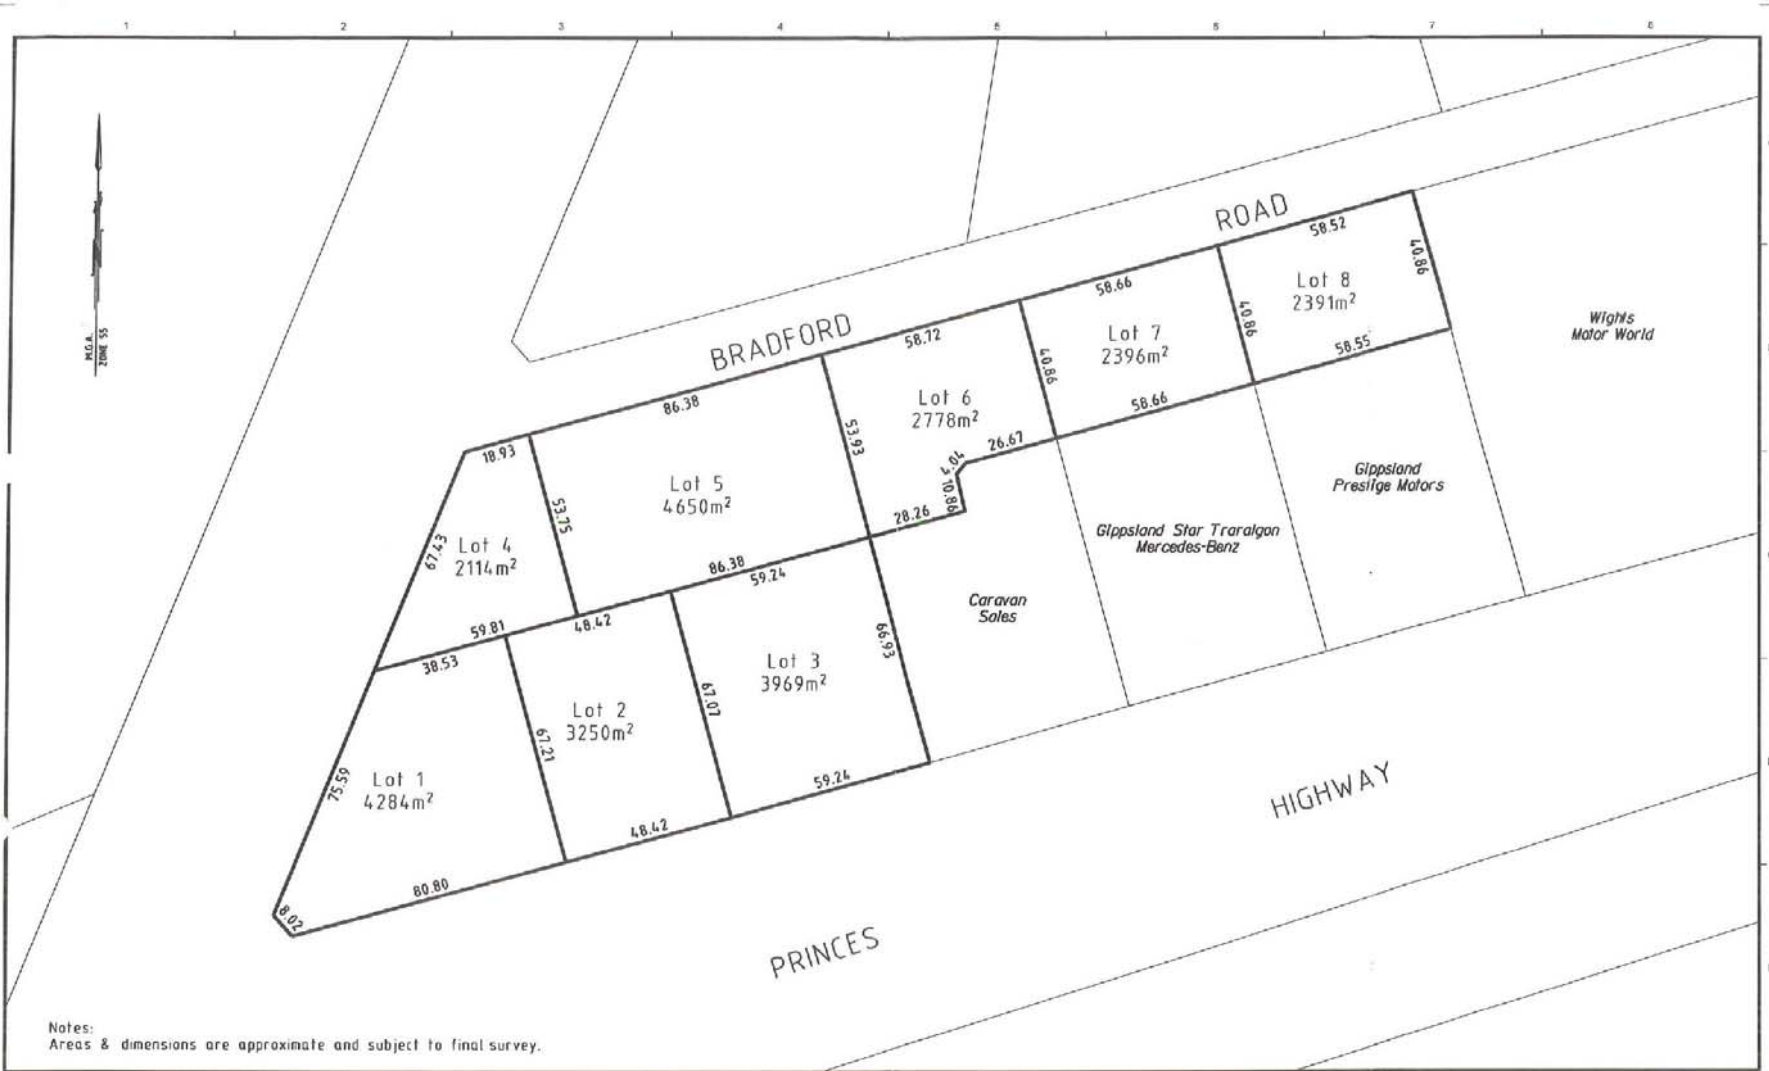 1 2 3 4 5 6 7 8
M.G.A.
ZONE 55
BRADFORD ROAD
58.52
40.86
Lot 8
2391m²
40.86
58.55
58.66
Lot 7
2396m²
40.86
58.66
58.72
Lot 6
2778m²
53.93
26.67
10.86
28.26
86.38
Lot 5
4650m²
53.75
86.38
18.93
67.43
Lot 4
2114m²
59.81
38.53
48.42
59.24
Lot 3
3969m²
66.93
67.07
59.24
Lot 2
3250m²
67.21
48.42
Lot 1
4284m²
75.59
80.80
8.02
Wights
Motor World
Gippsland
Prestige Motors
Gippsland Star Traralgon
Mercedes-Benz
Caravan
Sales
PRINCES HIGHWAY
Notes:
Areas & dimensions are approximate and subject to final survey.